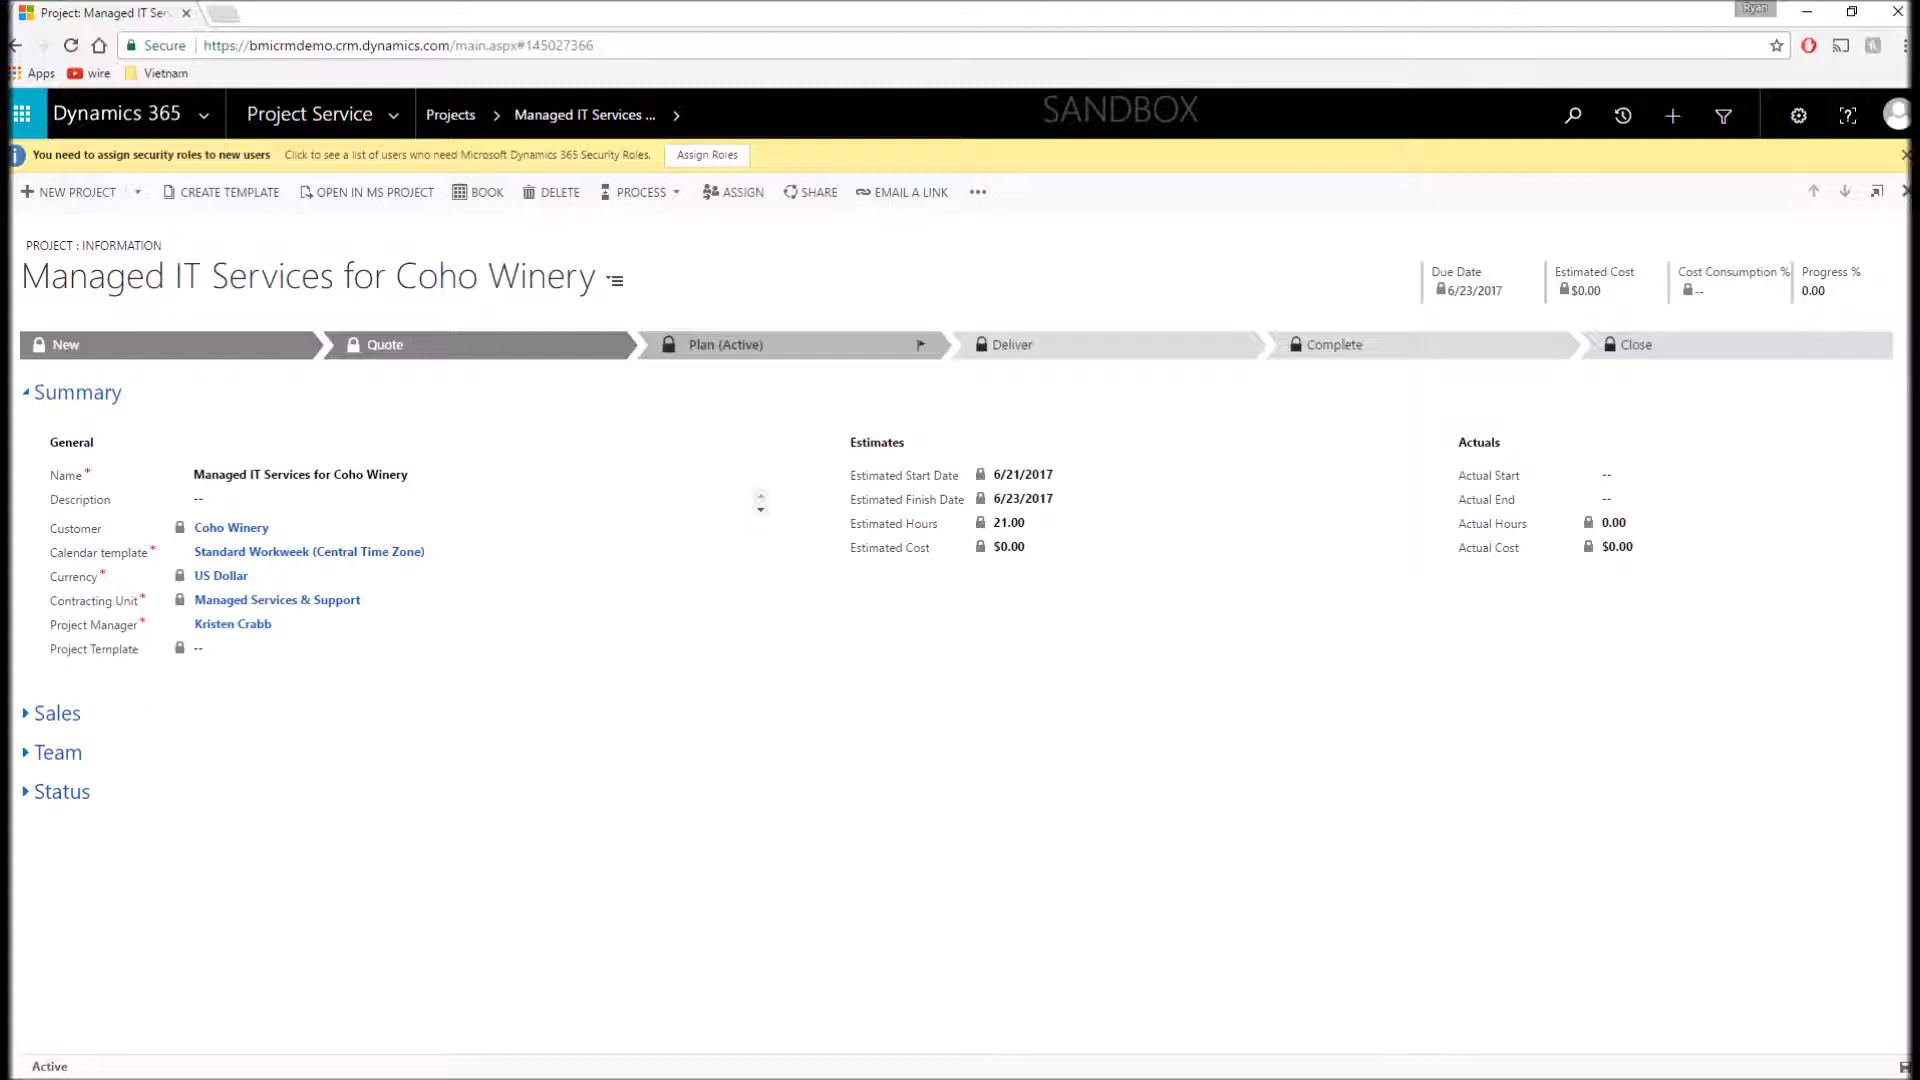 Project: Managed IT Ser
Ryan
Secure https://bmicrmdemo.crm.dynamics.com/main.aspx#145027366
Apps wire Vietnam
Dynamics 365 Project Service Projects Managed IT Services ... SANDBOX
You need to assign security roles to new users Click to see a list of users who need Microsoft Dynamics 365 Security Roles. Assign Roles
NEW PROJECT CREATE TEMPLATE OPEN IN MS PROJECT BOOK DELETE PROCESS ASSIGN SHARE EMAIL A LINK •••
PROJECT : INFORMATION
Managed IT Services for Coho Winery
Due Date Estimated Cost Cost Consumption % Progress %
6/23/2017 $0.00 -- 0.00
New Quote Plan (Active) Deliver Complete Close
Summary
General Estimates Actuals
Name* Managed IT Services for Coho Winery Estimated Start Date 6/21/2017 Actual Start --
Description -- Estimated Finish Date 6/23/2017 Actual End --
Customer Coho Winery Estimated Hours 21.00 Actual Hours 0.00
Calendar template* Standard Workweek (Central Time Zone) Estimated Cost $0.00 Actual Cost $0.00
Currency* US Dollar
Contracting Unit* Managed Services & Support
Project Manager* Kristen Crabb
Project Template --
Sales
Team
Status
Active